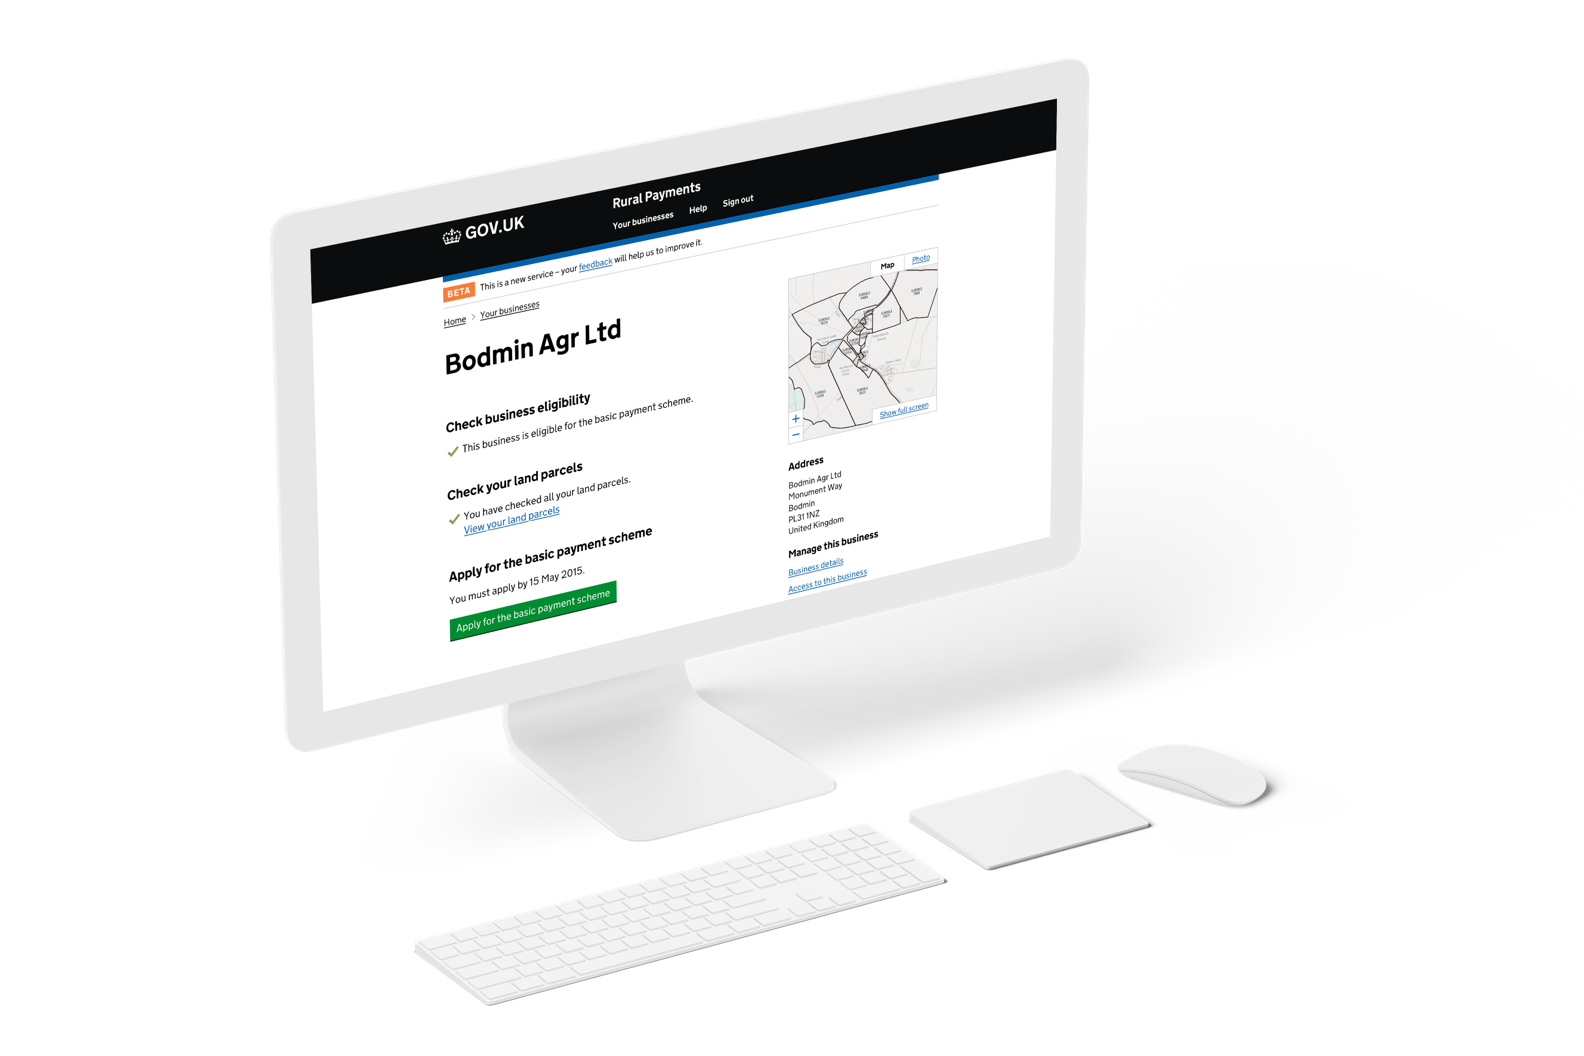 GOV.UK
Rural Payments
Your businesses Help Sign out
BETA This is a new service – your feedback will help us to improve it.
Home > Your businesses
Bodmin Agr Ltd
Check business eligibility
This business is eligible for the basic payment scheme.
Check your land parcels
You have checked all your land parcels.
View your land parcels
Apply for the basic payment scheme
You must apply by 15 May 2015.
Apply for the basic payment scheme
Map Photo
+
−
Show full screen
Address
Bodmin Agr Ltd
Monument Way
Bodmin
PL31 1NZ
United Kingdom
Manage this business
Business details
Access to this business